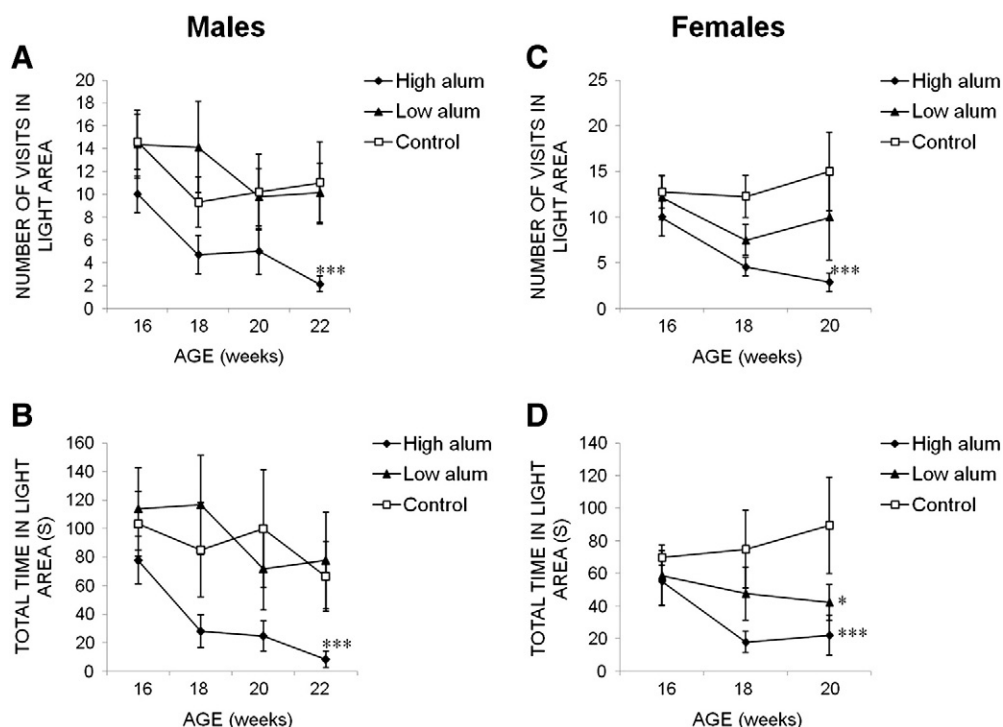 Males
Females
A
NUMBER OF VISITS IN
LIGHT AREA
20
18
16
14
12
10
8
6
4
2
0
16
18
20
22
AGE (weeks)
High alum
Low alum
Control
***
C
NUMBER OF VISITS IN
LIGHT AREA
25
20
15
10
5
0
16
18
20
AGE (weeks)
High alum
Low alum
Control
***
B
TOTAL TIME IN LIGHT
AREA (S)
160
140
120
100
80
60
40
20
0
16
18
20
22
AGE (weeks)
High alum
Low alum
Control
***
D
TOTAL TIME IN LIGHT
AREA (S)
140
120
100
80
60
40
20
0
16
18
20
AGE (weeks)
High alum
Low alum
Control
*
***